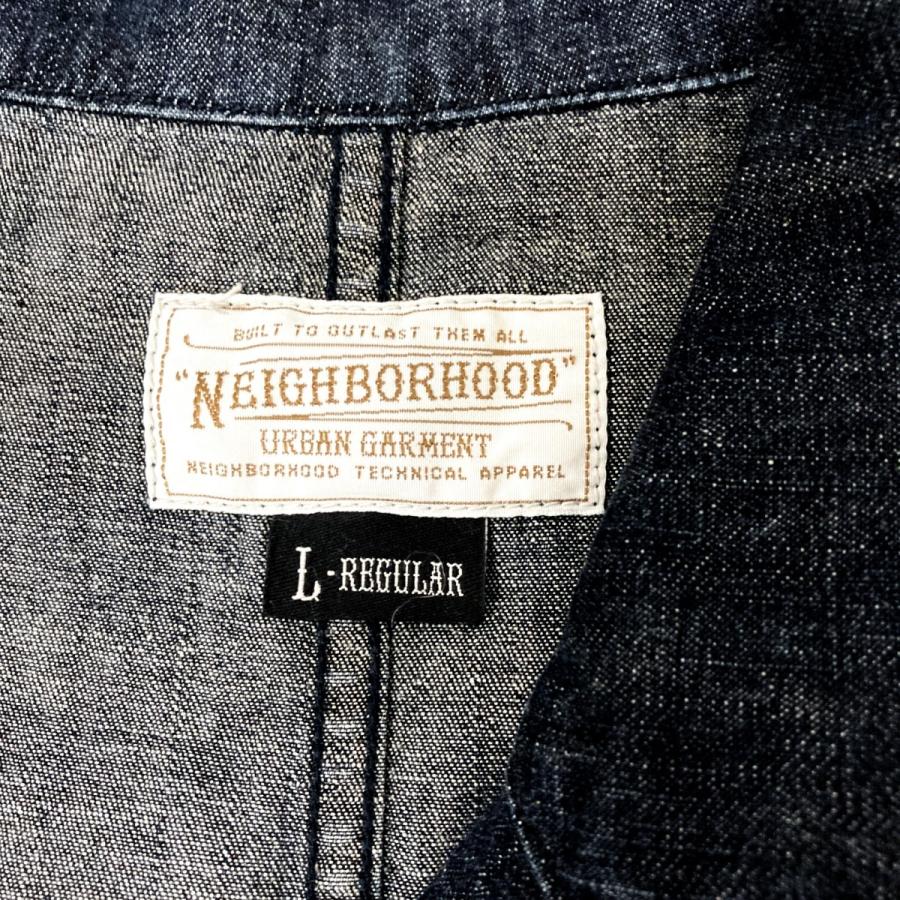 BUILT TO OUTLAST THEM ALL
"NEIGHBORHOOD"
URBAN GARMENT
NEIGHBORHOOD TECHNICAL APPAREL
L-REGULAR